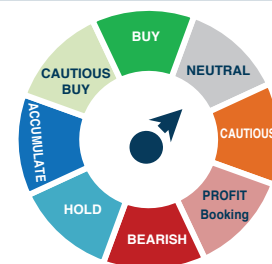 BUY
NEUTRAL
CAUTIOUS
PROFIT
Booking
BEARISH
HOLD
ACCUMULATE
CAUTIOUS
BUY